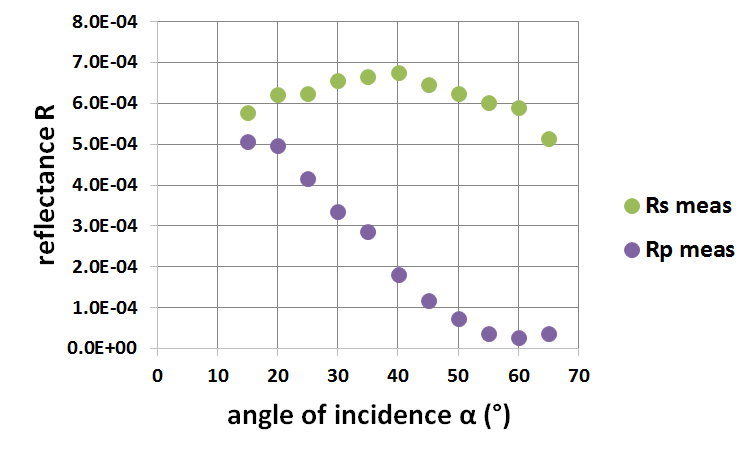 8.0E-04
7.0E-04
6.0E-04
5.0E-04
4.0E-04
3.0E-04
2.0E-04
1.0E-04
0.0E+00
reflectance R
0 10 20 30 40 50 60 70
angle of incidence α (°)
Rs meas
Rp meas